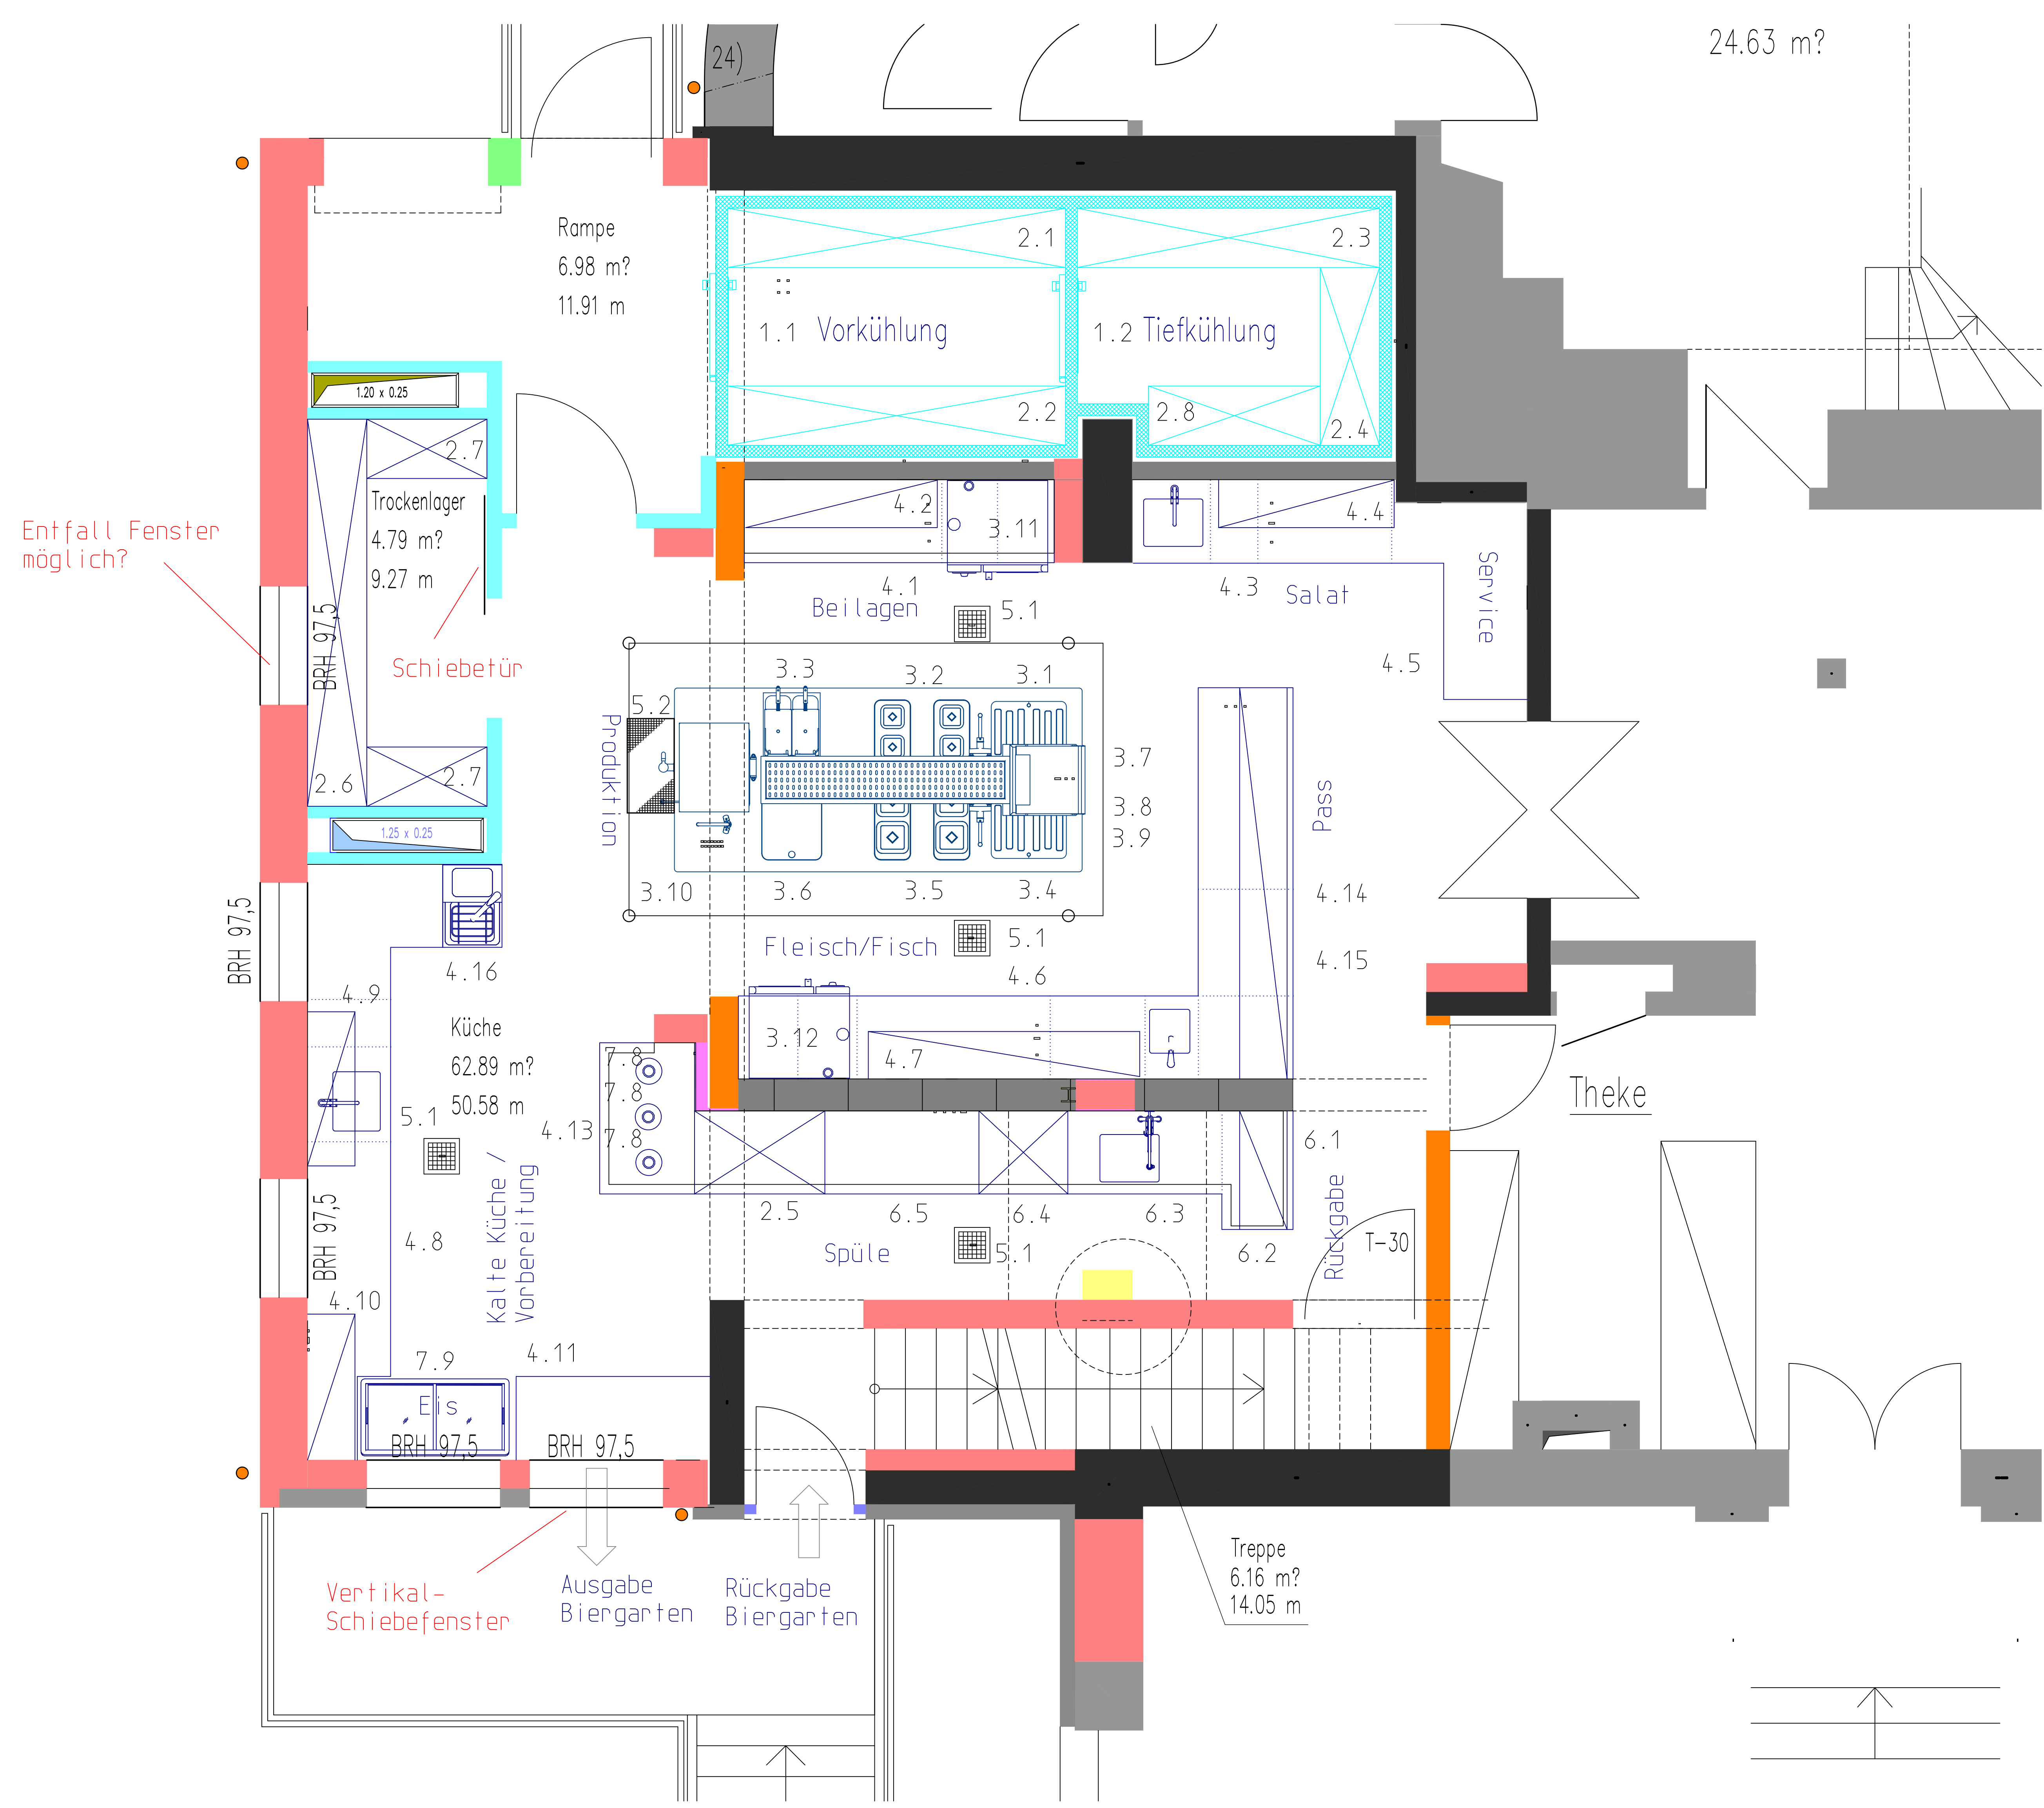 24)
24.63 m?
Rampe
6.98 m?
11.91 m
2.1
2.3
1.1
Vorkühlung
1.2
Tiefkühlung
1.20 x 0.25
2.2
2.8
2.4
2.7
Trockenlager
4.79 m?
9.27 m
Entfall Fenster
möglich?
BRH 97,5
Schiebetür
2.6
2.7
1.25 x 0.25
4.2
3.11
4.4
4.1
Beilagen
5.1
4.3
Salat
Service
4.5
3.3
3.2
3.1
5.2
Produktion
3.7
3.8
3.9
Pass
3.10
3.6
3.5
3.4
4.14
Fleisch/Fisch
5.1
4.6
4.15
BRH 97,5
4.16
4.9
Küche
62.89 m?
50.58 m
3.12
4.7
7.8
7.8
7.8
5.1
4.13
Theke
6.1
Kalte Küche /
Vorbereitung
BRH 97,5
4.8
2.5
6.5
6.4
6.3
Rückgabe
T-30
Spüle
5.1
6.2
4.10
7.9
4.11
Eis
BRH 97,5
BRH 97,5
Vertikal-
Schiebefenster
Ausgabe
Biergarten
Rückgabe
Biergarten
Treppe
6.16 m?
14.05 m